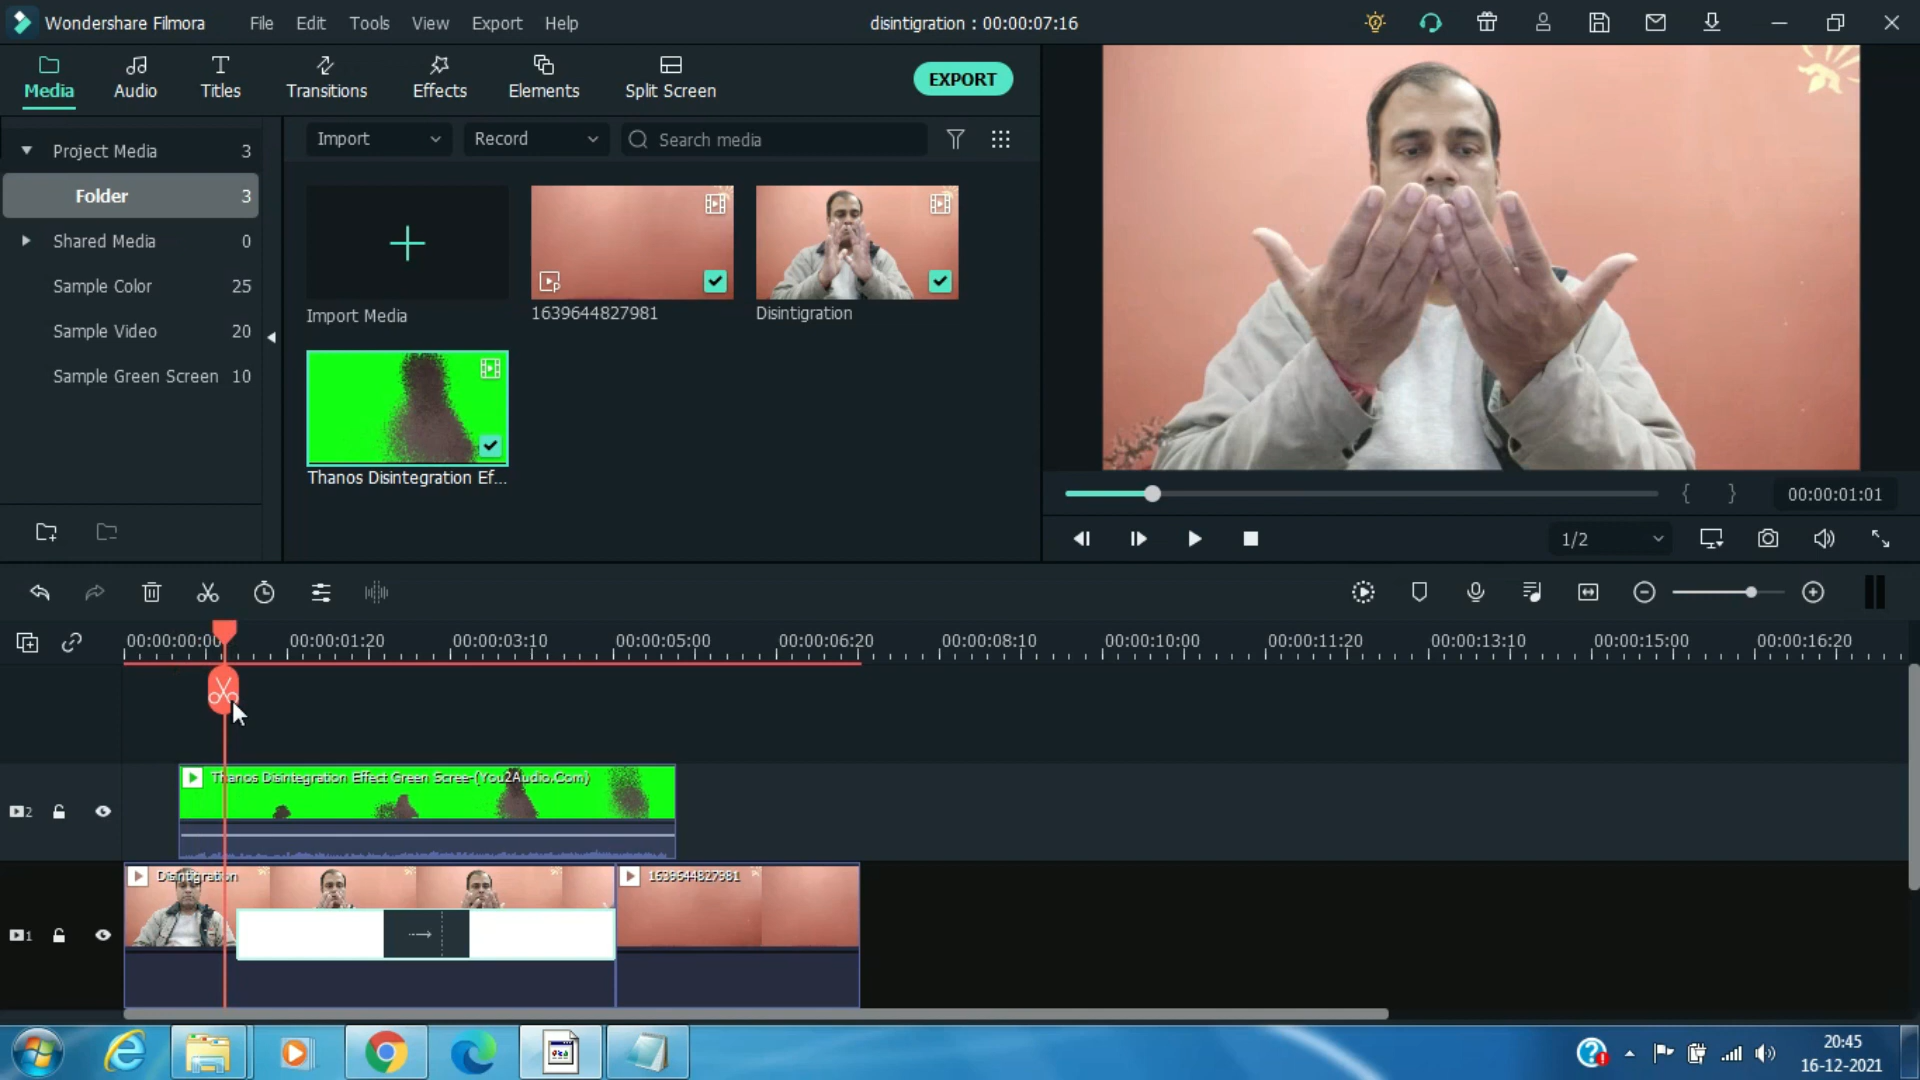 Wondershare Filmora
File Edit Tools View Export Help
disintigration : 00:00:07:16
Media Audio Titles Transitions Effects Elements Split Screen
EXPORT
Project Media 3
Folder 3
Shared Media 0
Sample Color 25
Sample Video 20
Sample Green Screen 10
Import Record Search media
Import Media
1639644827981
Disintigration
Thanos Disintegration Ef...
00:00:01:01
1/2
00:00:00:00 00:00:01:20 00:00:03:10 00:00:05:00 00:00:06:20 00:00:08:10 00:00:10:00 00:00:11:20 00:00:13:10 00:00:15:00 00:00:16:20
2
Thanos Disintegration Effect Green Scree-(You2Audio.Com)
1
Disintigration
1639644827981
20:45
16-12-2021